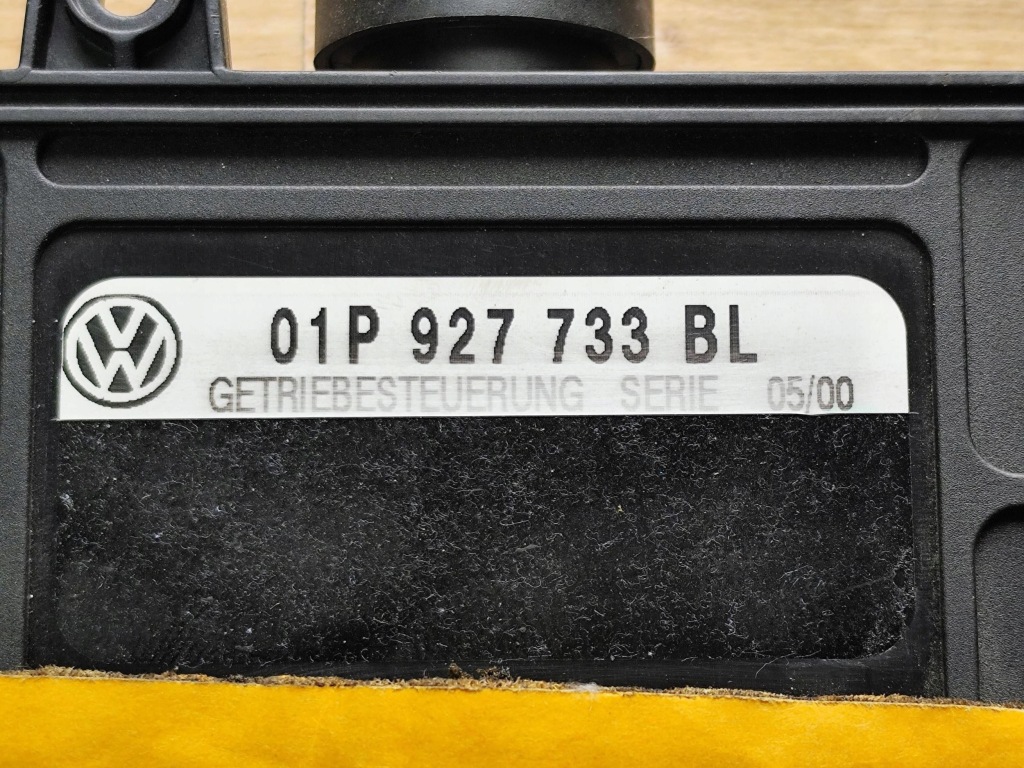 01P 927 733 BL
GETRIEBESTEUERUNG SERIE 05/00